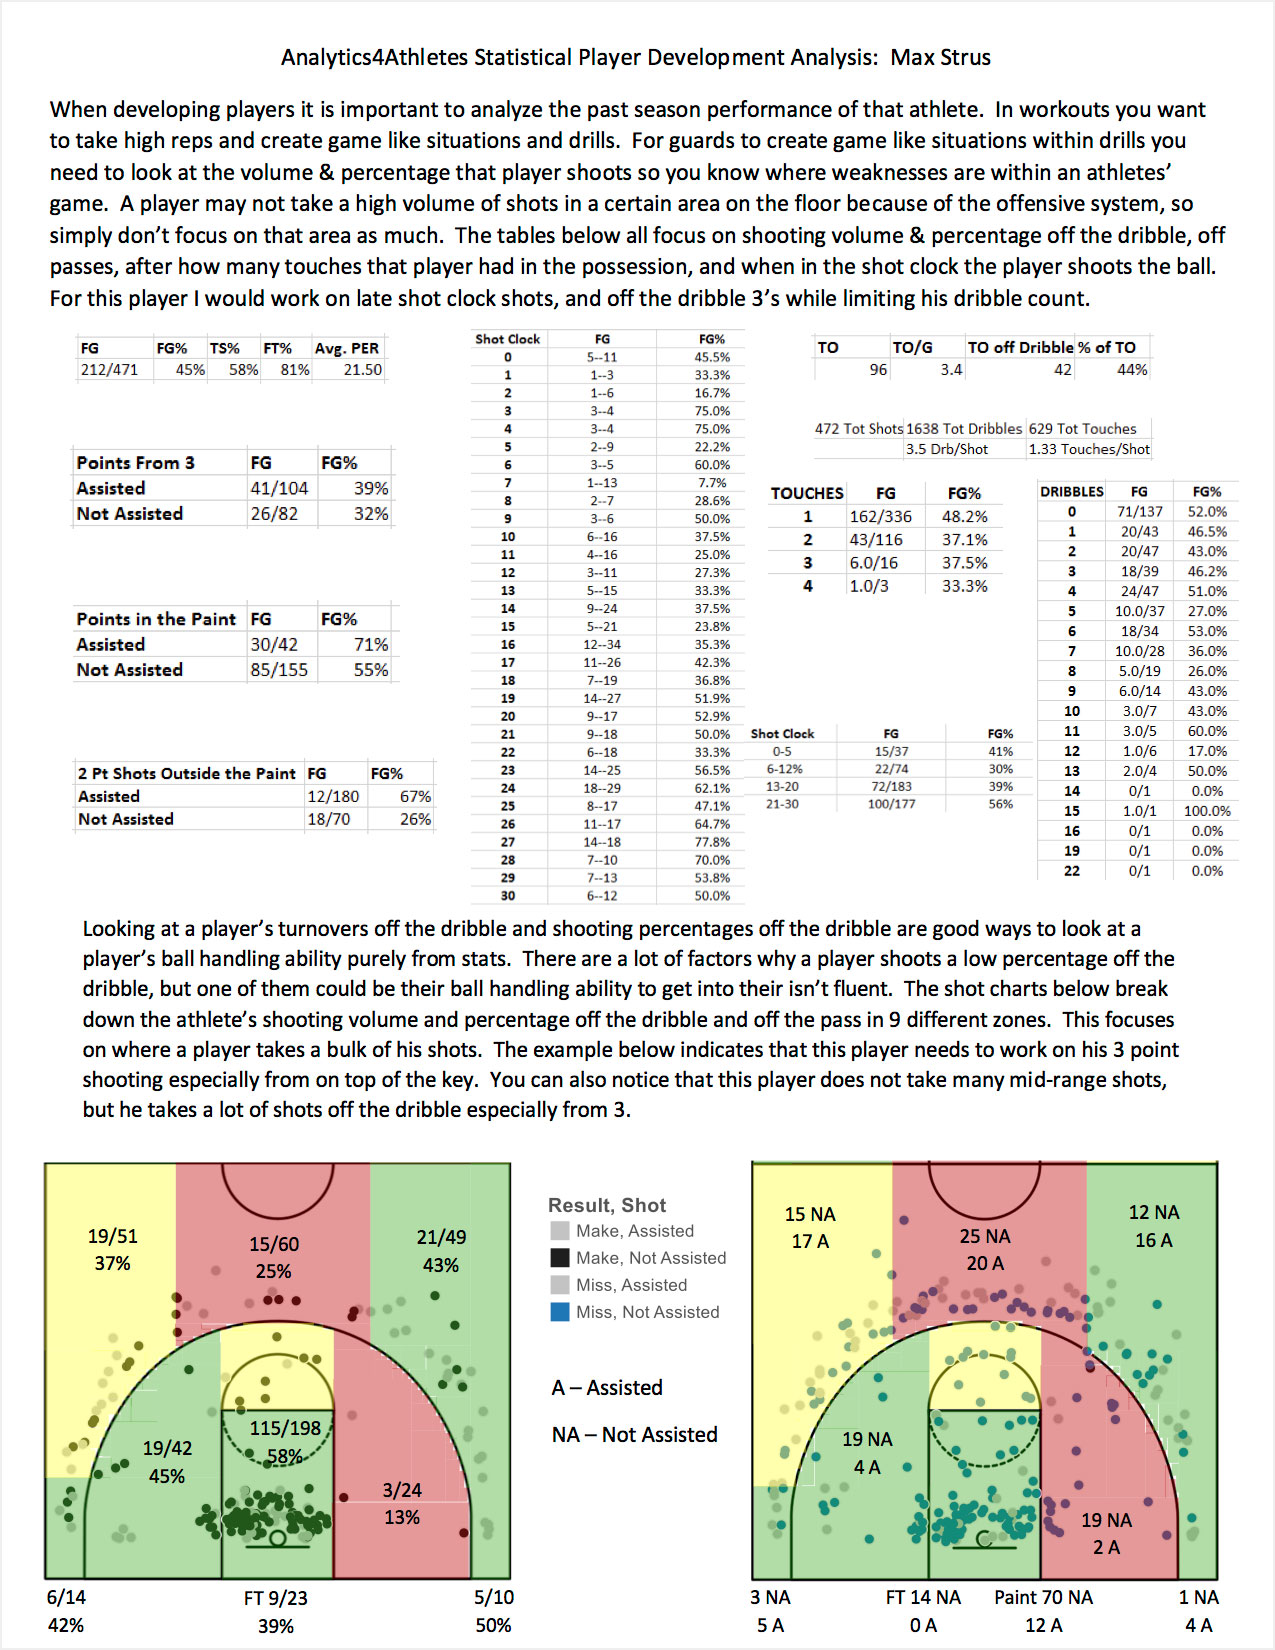 Analytics4Athletes Statistical Player Development Analysis:  Max Strus
When developing players it is important to analyze the past season performance of that athlete.  In workouts you want
to take high reps and create game like situations and drills.  For guards to create game like situations within drills you
need to look at the volume & percentage that player shoots so you know where weaknesses are within an athletes’
game.  A player may not take a high volume of shots in a certain area on the floor because of the offensive system, so
simply don’t focus on that area as much.  The tables below all focus on shooting volume & percentage off the dribble, off
passes, after how many touches that player had in the possession, and when in the shot clock the player shoots the ball.
For this player I would work on late shot clock shots, and off the dribble 3’s while limiting his dribble count.
FG FG% TS% FT% Avg. PER
212/471 45% 58% 81% 21.50
Points From 3 FG FG%
Assisted 41/104 39%
Not Assisted 26/82 32%
Points in the Paint FG FG%
Assisted 30/42 71%
Not Assisted 85/155 55%
2 Pt Shots Outside the Paint FG FG%
Assisted 12/180 67%
Not Assisted 18/70 26%
Shot Clock FG FG%
0 5--11 45.5%
1 1--3 33.3%
2 1--6 16.7%
3 3--4 75.0%
4 3--4 75.0%
5 2--9 22.2%
6 3--5 60.0%
7 1--13 7.7%
8 2--7 28.6%
9 3--6 50.0%
10 6--16 37.5%
11 4--16 25.0%
12 3--11 27.3%
13 5--15 33.3%
14 9--24 37.5%
15 5--21 23.8%
16 12--34 35.3%
17 11--26 42.3%
18 7--19 36.8%
19 14--27 51.9%
20 9--17 52.9%
21 9--18 50.0%
22 6--18 33.3%
23 14--25 56.5%
24 18--29 62.1%
25 8--17 47.1%
26 11--17 64.7%
27 14--18 77.8%
28 7--10 70.0%
29 7--13 53.8%
30 6--12 50.0%
TO TO/G TO off Dribble % of TO
96 3.4 42 44%
472 Tot Shots 1638 Tot Dribbles 629 Tot Touches
3.5 Drb/Shot 1.33 Touches/Shot
TOUCHES FG FG%
1 162/336 48.2%
2 43/116 37.1%
3 6.0/16 37.5%
4 1.0/3 33.3%
Shot Clock FG FG%
0-5 15/37 41%
6-12% 22/74 30%
13-20 72/183 39%
21-30 100/177 56%
DRIBBLES FG FG%
0 71/137 52.0%
1 20/43 46.5%
2 20/47 43.0%
3 18/39 46.2%
4 24/47 51.0%
5 10.0/37 27.0%
6 18/34 53.0%
7 10.0/28 36.0%
8 5.0/19 26.0%
9 6.0/14 43.0%
10 3.0/7 43.0%
11 3.0/5 60.0%
12 1.0/6 17.0%
13 2.0/4 50.0%
14 0/1 0.0%
15 1.0/1 100.0%
16 0/1 0.0%
19 0/1 0.0%
22 0/1 0.0%
Looking at a player’s turnovers off the dribble and shooting percentages off the dribble are good ways to look at a
player’s ball handling ability purely from stats.  There are a lot of factors why a player shoots a low percentage off the
dribble, but one of them could be their ball handling ability to get into their isn’t fluent.  The shot charts below break
down the athlete’s shooting volume and percentage off the dribble and off the pass in 9 different zones.  This focuses
on where a player takes a bulk of his shots.  The example below indicates that this player needs to work on his 3 point
shooting especially from on top of the key.  You can also notice that this player does not take many mid-range shots,
but he takes a lot of shots off the dribble especially from 3.
19/51
37%
15/60
25%
21/49
43%
19/42
45%
115/198
58%
3/24
13%
6/14
42%
FT 9/23
39%
5/10
50%
Result, Shot
Make, Assisted
Make, Not Assisted
Miss, Assisted
Miss, Not Assisted
A – Assisted
NA – Not Assisted
15 NA
17 A
25 NA
20 A
12 NA
16 A
19 NA
4 A
19 NA
2 A
3 NA
5 A
FT 14 NA
0 A
Paint 70 NA
12 A
1 NA
4 A